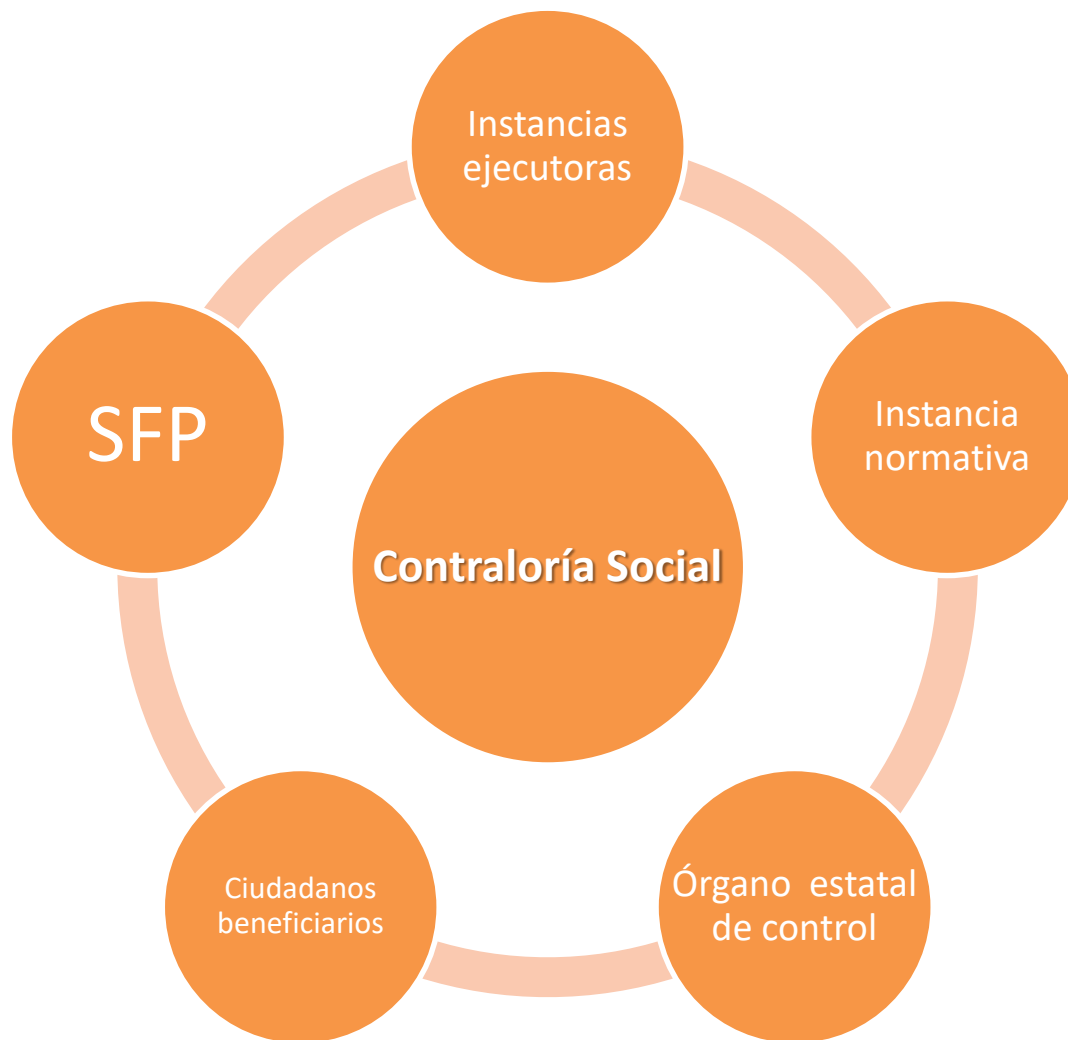 Instancias
ejecutoras
SFP
Instancia
normativa
Contraloría Social
Ciudadanos
beneficiarios
Órgano estatal
de control